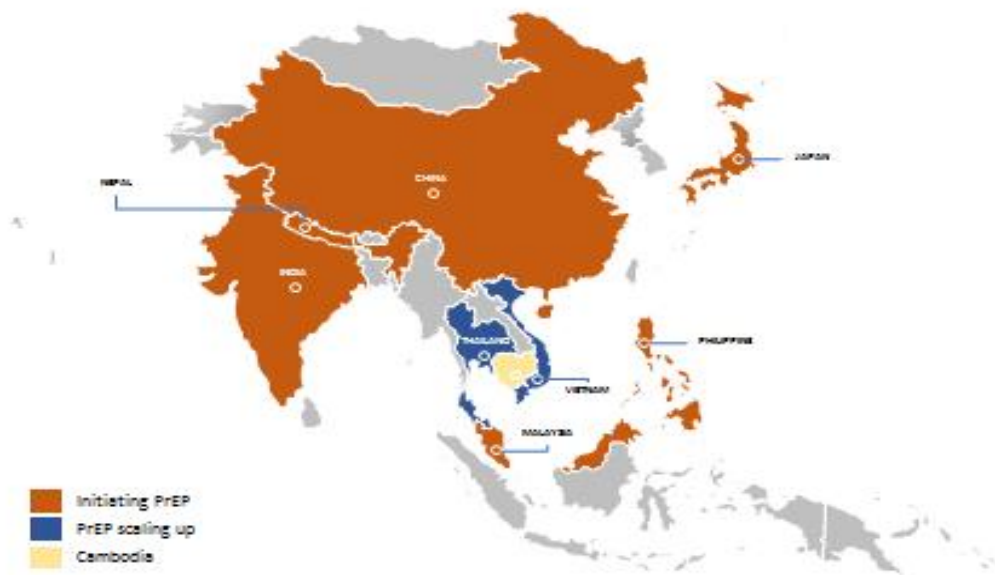 JAPAN
NEPAL
CHINA
INDIA
THAILAND
PHILIPPINE
VIETNAM
MALAYSIA
Initiating PrEP
PrEP scaling up
Cambodia